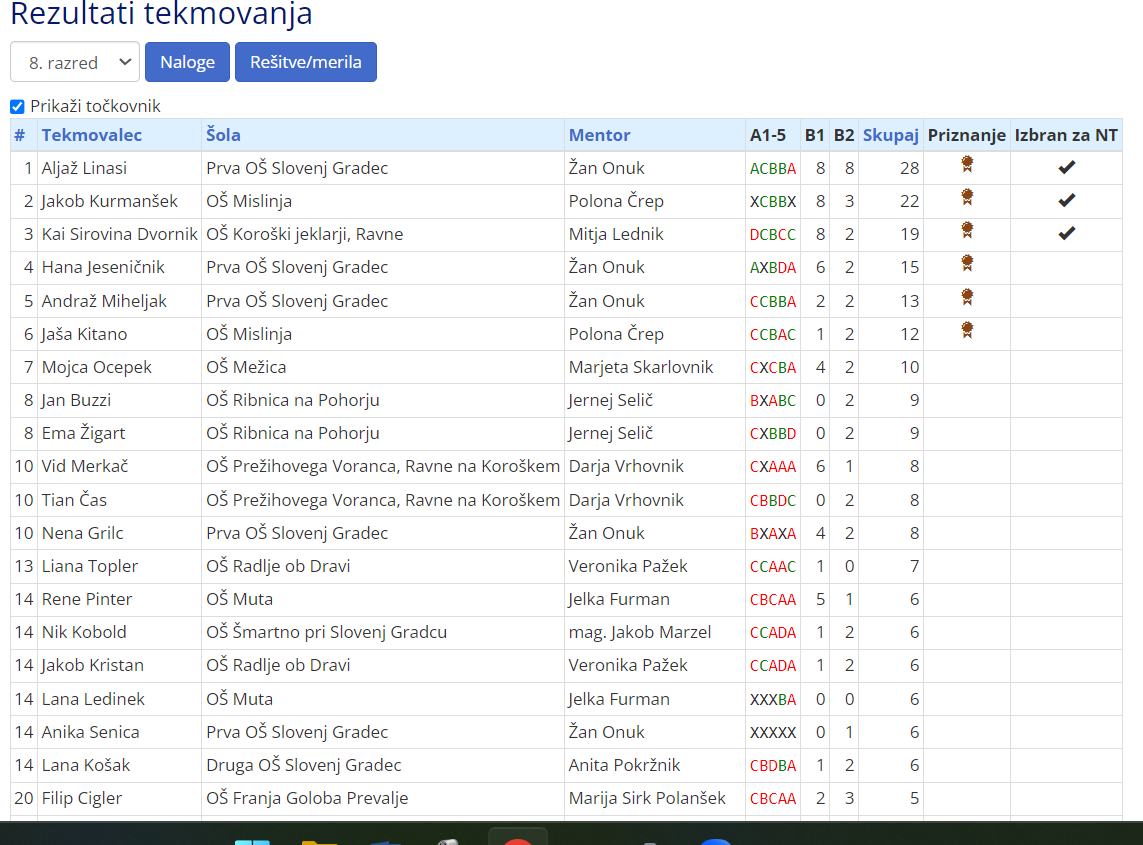 Rezultati tekmovanja
8. razred Naloge Rešitve/merila
Prikaži točkovnik
# Tekmovalec Šola Mentor A1-5 B1 B2 Skupaj Priznanje Izbran za NT
1 Aljaž Linasi Prva OŠ Slovenj Gradec Žan Onuk ACBBA 8 8 28
2 Jakob Kurmanšek OŠ Mislinja Polona Črep XCBBX 8 3 22
3 Kai Sirovina Dvornik OŠ Koroški jeklarji, Ravne Mitja Lednik DCBCC 8 2 19
4 Hana Jeseničnik Prva OŠ Slovenj Gradec Žan Onuk AXBDA 6 2 15
5 Andraž Miheljak Prva OŠ Slovenj Gradec Žan Onuk CCBBA 2 2 13
6 Jaša Kitano OŠ Mislinja Polona Črep CCBAC 1 2 12
7 Mojca Ocepek OŠ Mežica Marjeta Skarlovnik CXCBA 4 2 10
8 Jan Buzzi OŠ Ribnica na Pohorju Jernej Selič BXABC 0 2 9
8 Ema Žigart OŠ Ribnica na Pohorju Jernej Selič CXBBD 0 2 9
10 Vid Merkač OŠ Prežihovega Voranca, Ravne na Koroškem Darja Vrhovnik CXAAA 6 1 8
10 Tian Čas OŠ Prežihovega Voranca, Ravne na Koroškem Darja Vrhovnik CBBDC 0 2 8
10 Nena Grilc Prva OŠ Slovenj Gradec Žan Onuk BXAXA 4 2 8
13 Liana Topler OŠ Radlje ob Dravi Veronika Pažek CCAAC 1 0 7
14 Rene Pinter OŠ Muta Jelka Furman CBCAA 5 1 6
14 Nik Kobold OŠ Šmartno pri Slovenj Gradcu mag. Jakob Marzel CCADA 1 2 6
14 Jakob Kristan OŠ Radlje ob Dravi Veronika Pažek CCADA 1 2 6
14 Lana Ledinek OŠ Muta Jelka Furman XXXBA 0 0 6
14 Anika Senica Prva OŠ Slovenj Gradec Žan Onuk XXXXX 0 1 6
14 Lana Košak Druga OŠ Slovenj Gradec Anita Pokržnik CBDBA 1 2 6
20 Filip Cigler OŠ Franja Goloba Prevalje Marija Sirk Polanšek CBCAA 2 3 5